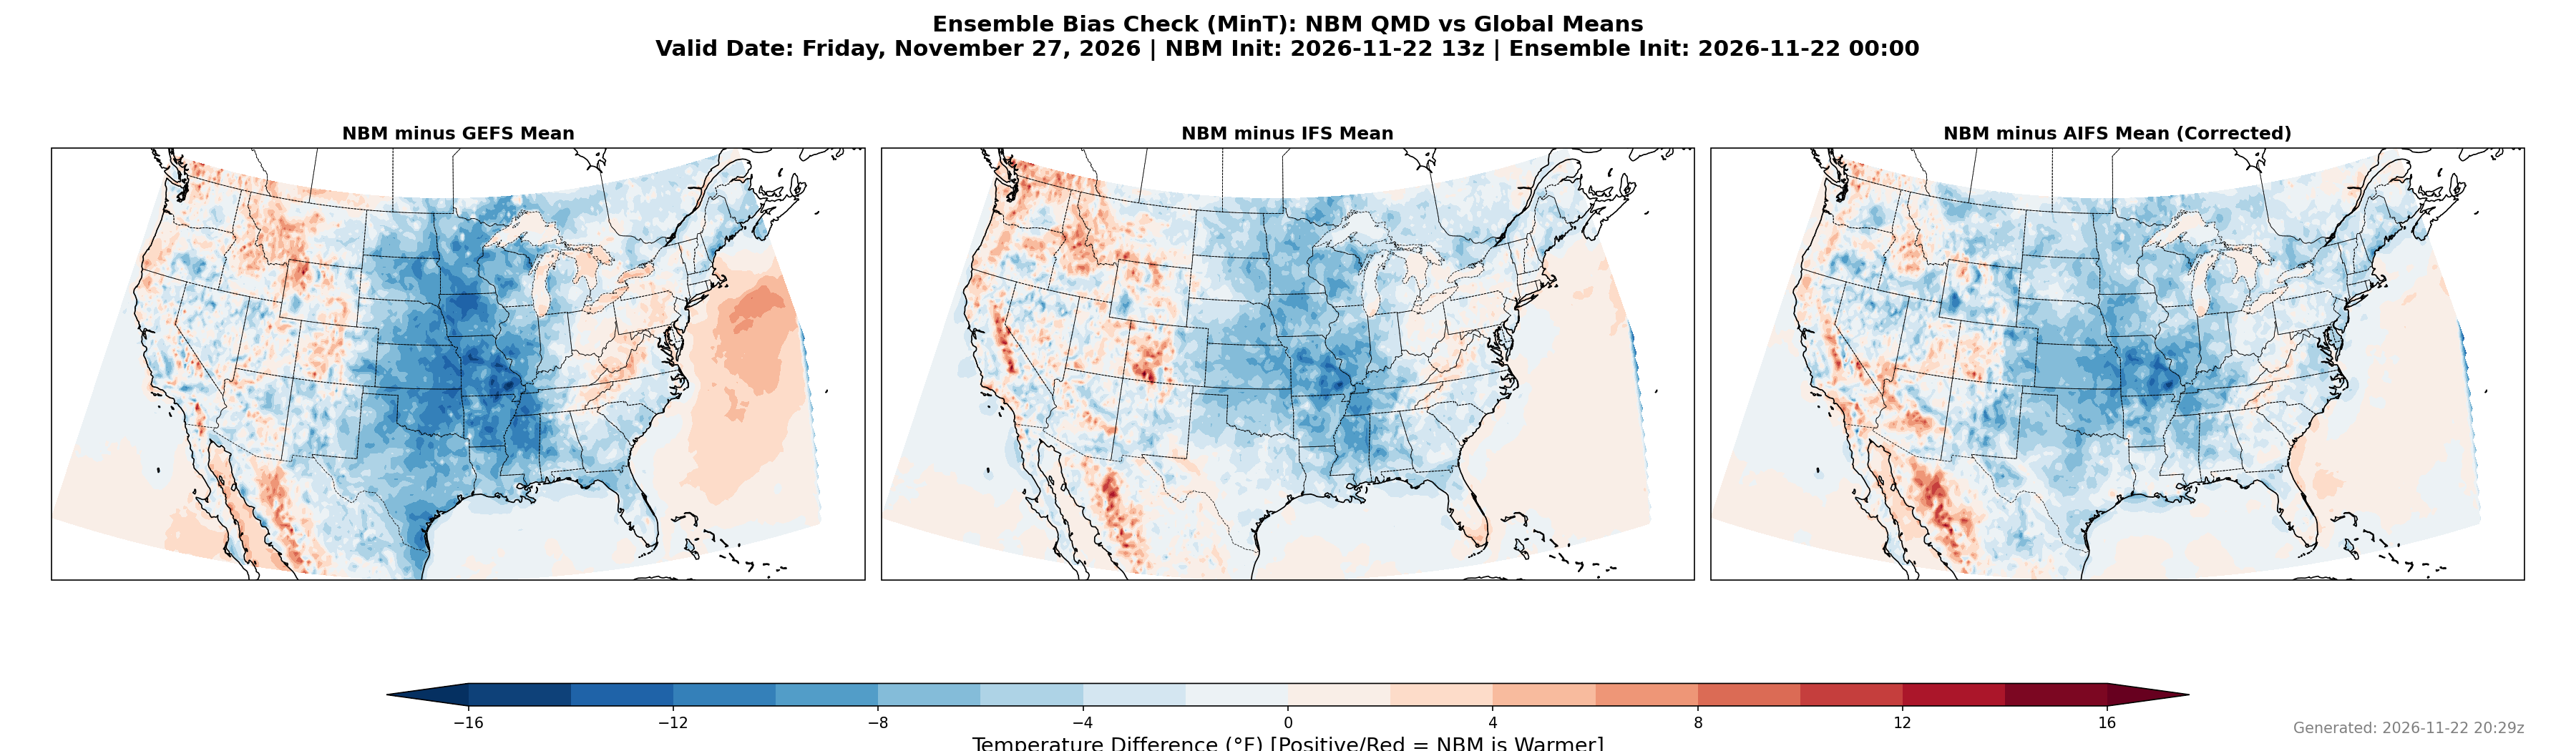 Ensemble Bias Check (MinT): NBM QMD vs Global Means
Valid Date: Friday, November 27, 2026 | NBM Init: 2026-11-22 13z | Ensemble Init: 2026-11-22 00:00
NBM minus GEFS Mean
NBM minus IFS Mean
NBM minus AIFS Mean (Corrected)
−16 −12 −8 −4 0 4 8 12 16
Generated: 2026-11-22 20:29z
Temperature Difference (°F) [Positive/Red = NBM is Warmer]